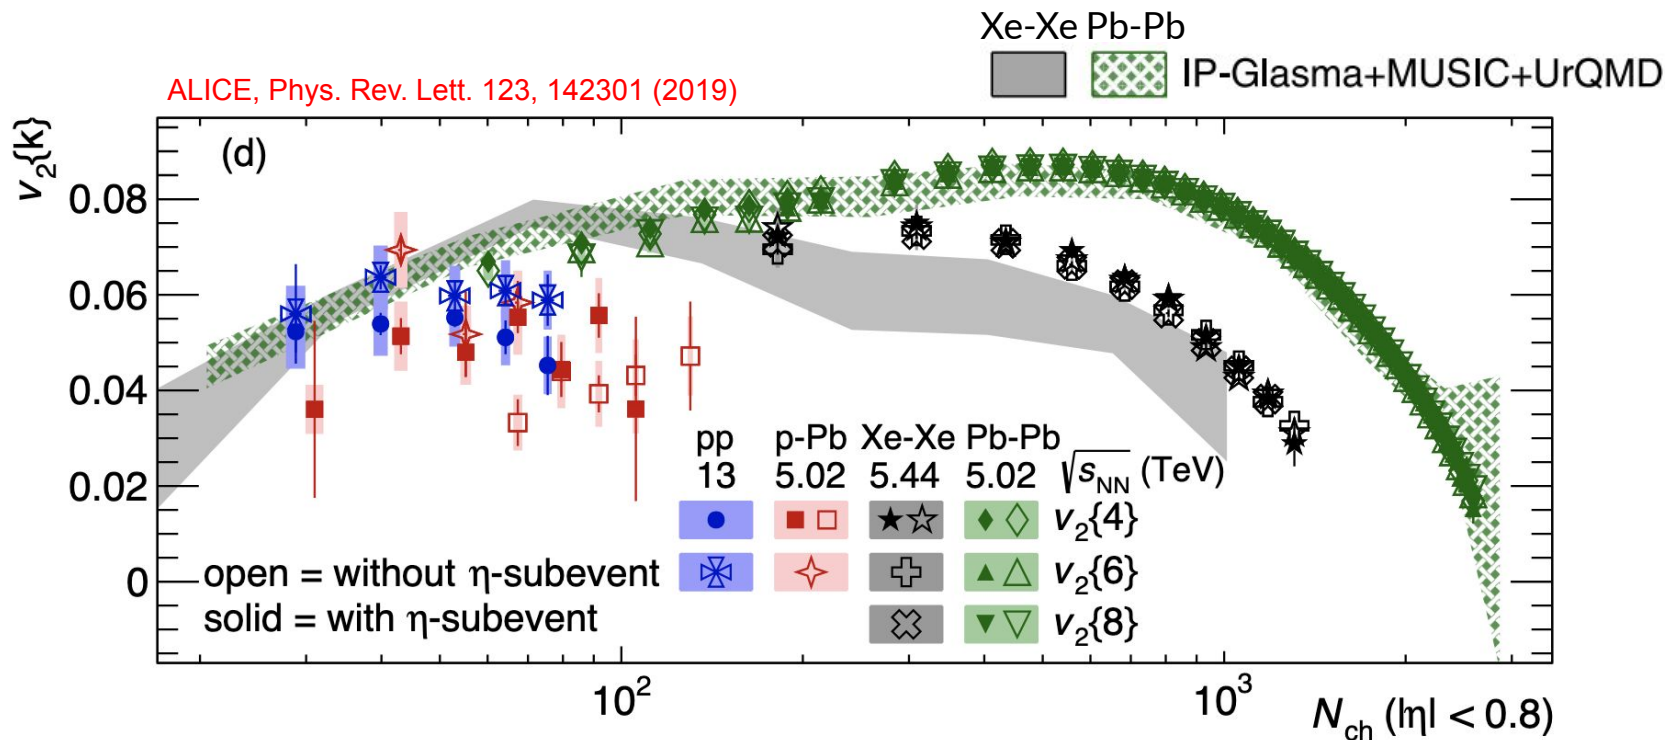 Xe-Xe Pb-Pb
IP-Glasma+MUSIC+UrQMD
ALICE, Phys. Rev. Lett. 123, 142301 (2019)
v₂{k}
(d)
0.08
0.06
0.04
0.02
0
pp p-Pb Xe-Xe Pb-Pb
13 5.02 5.44 5.02 √s_NN (TeV)
v₂{4}
open = without η-subevent v₂{6}
solid = with η-subevent v₂{8}
10² 10³
N_ch (|η| < 0.8)